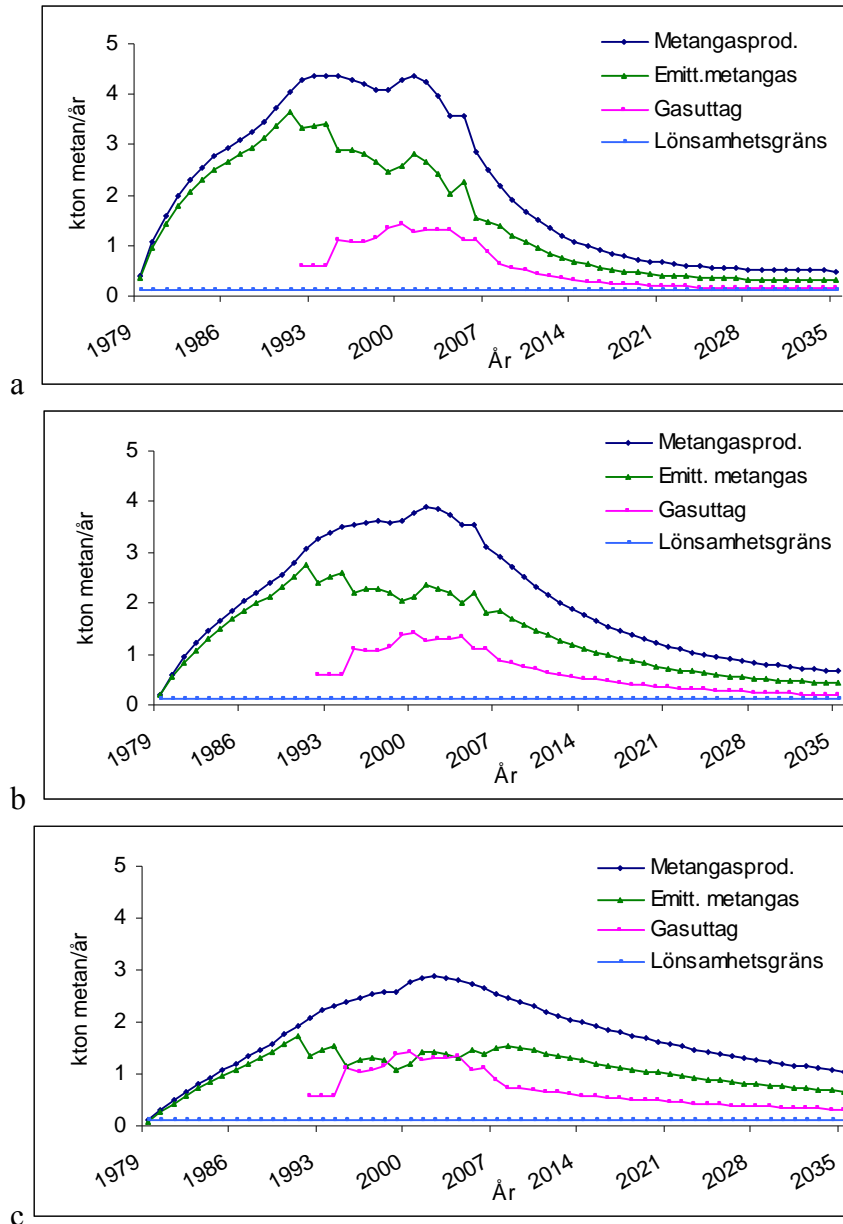 5
4
3
2
1
0
kton metan/år
Metangasprod.
Emitt.metangas
Gasuttag
Lönsamhetsgräns
1979
1986
1993
2000
2007
2014
2021
2028
2035
År
a
5
4
3
2
1
0
kton metan/år
Metangasprod.
Emitt. metangas
Gasuttag
Lönsamhetsgräns
1979
1986
1993
2000
2007
2014
2021
2028
2035
År
b
5
4
3
2
1
0
kton metan/år
Metangasprod.
Emitt. metangas
Gasuttag
Lönsamhetsgräns
1979
1986
1993
2000
2007
2014
2021
2028
2035
År
c